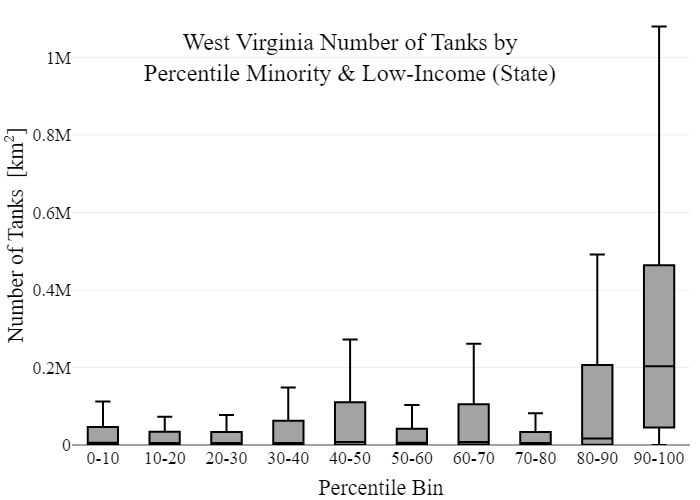 West Virginia Number of Tanks by
Percentile Minority & Low-Income (State)
Number of Tanks [km²]
1M
0.8M
0.6M
0.4M
0.2M
0
0-10 10-20 20-30 30-40 40-50 50-60 60-70 70-80 80-90 90-100
Percentile Bin